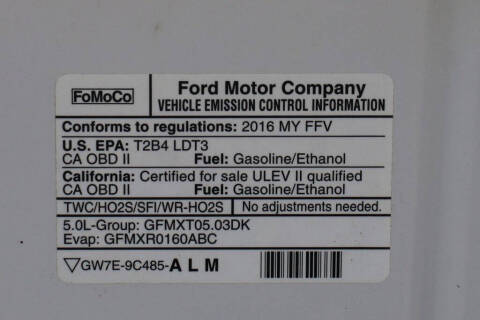 FoMoCo
Ford Motor Company
VEHICLE EMISSION CONTROL INFORMATION
Conforms to regulations: 2016 MY FFV
U.S. EPA: T2B4 LDT3
CA OBD II Fuel: Gasoline/Ethanol
California: Certified for sale ULEV II qualified
CA OBD II Fuel: Gasoline/Ethanol
TWC/HO2S/SFI/WR-HO2S No adjustments needed.
5.0L-Group: GFMXT05.03DK
Evap: GFMXR0160ABC
▽GW7E-9C485-ALM